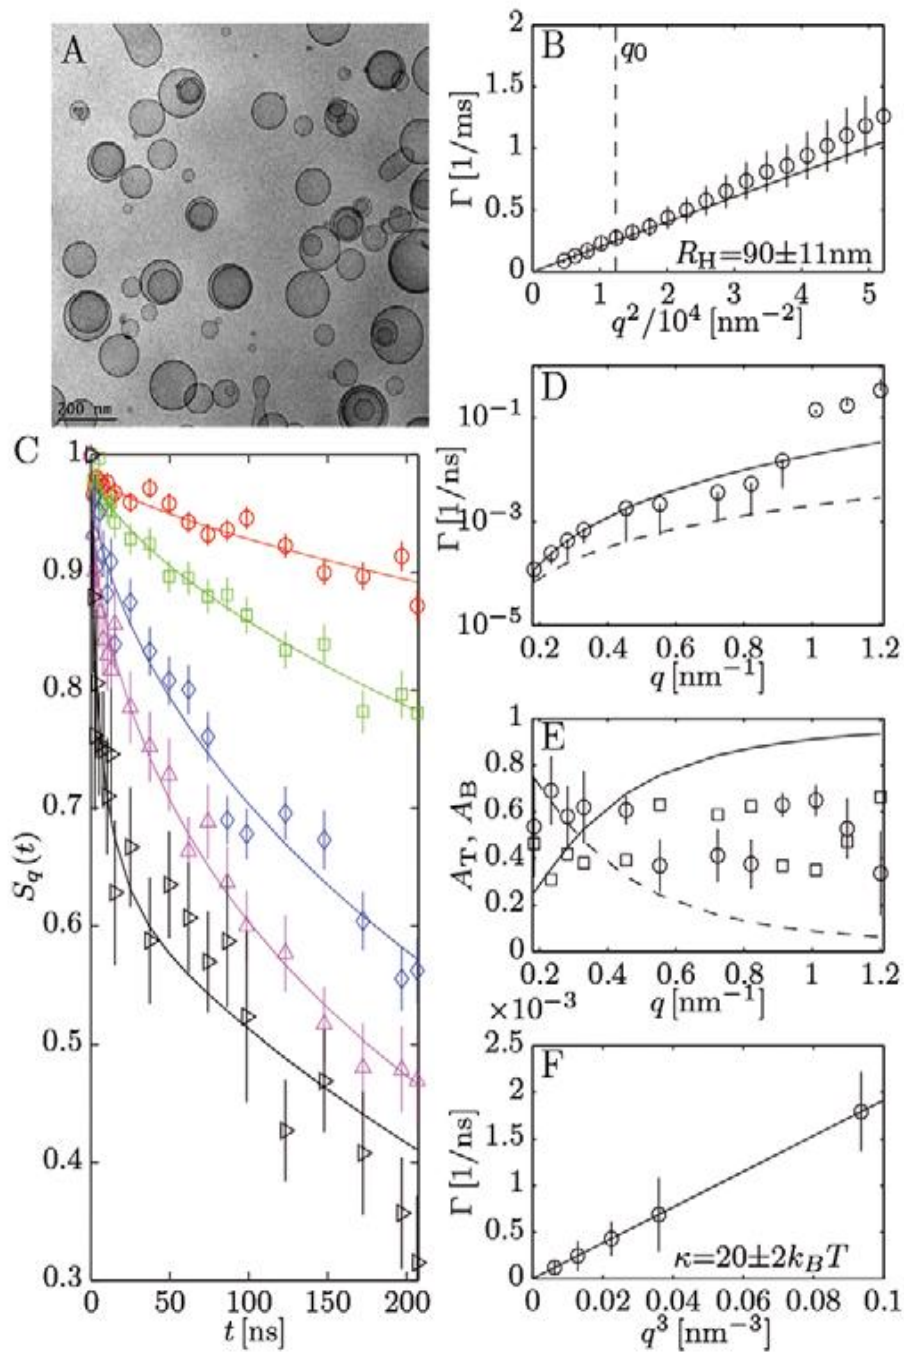 A
200 nm
B
q₀
2
1.5
1
0.5
0
Γ [1/ms]
R_H=90±11nm
0 1 2 3 4 5
q²/10⁴ [nm⁻²]
C
1
0.9
0.8
0.7
0.6
0.5
0.4
0.3
S_q(t)
0 50 100 150 200
t [ns]
D
10⁻¹
10⁻³
10⁻⁵
Γ [1/ns]
0.2 0.4 0.6 0.8 1 1.2
q [nm⁻¹]
E
1
0.8
0.6
0.4
0.2
0
A_T, A_B
0.2 0.4 0.6 0.8 1 1.2
q [nm⁻¹]
×10⁻³
F
2.5
2
1.5
1
0.5
0
Γ [1/ns]
κ=20±2k_BT
0 0.02 0.04 0.06 0.08 0.1
q³ [nm⁻³]